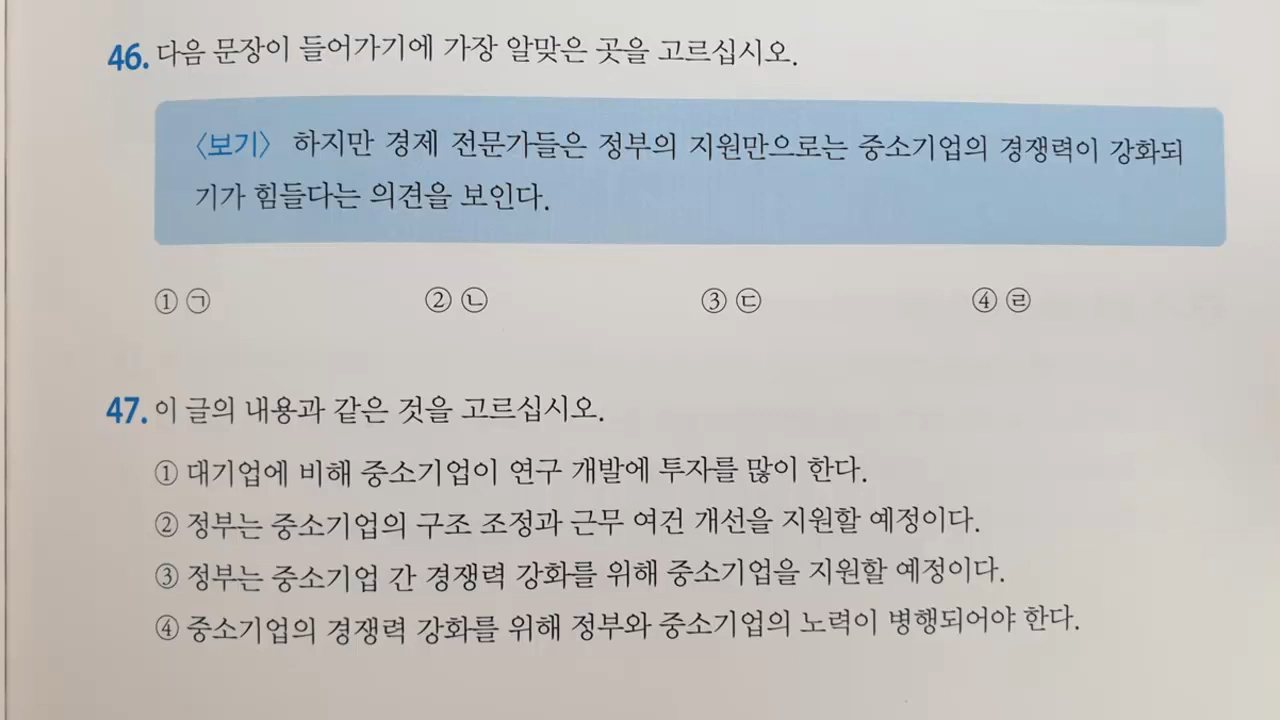 46. 다음 문장이 들어가기에 가장 알맞은 곳을 고르십시오.
〈보기〉 하지만 경제 전문가들은 정부의 지원만으로는 중소기업의 경쟁력이 강화되
기가 힘들다는 의견을 보인다.
① ㉠ ② ㉡ ③ ㉢ ④ ㉣
47. 이 글의 내용과 같은 것을 고르십시오.
① 대기업에 비해 중소기업이 연구 개발에 투자를 많이 한다.
② 정부는 중소기업의 구조 조정과 근무 여건 개선을 지원할 예정이다.
③ 정부는 중소기업 간 경쟁력 강화를 위해 중소기업을 지원할 예정이다.
④ 중소기업의 경쟁력 강화를 위해 정부와 중소기업의 노력이 병행되어야 한다.